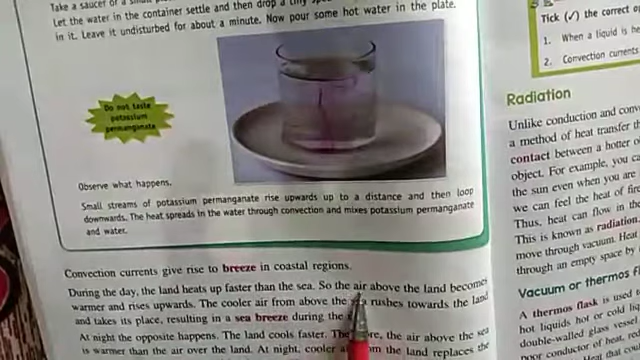 Take a saucer or a small
Let the water in the container settle and then drop a tiny
in it. Leave it undisturbed for about a minute. Now pour some hot water in the plate.
Do not taste
potassium
permanganate
Observe what happens.
Small streams of potassium permanganate rise upwards up to a distance and then loop
downwards. The heat spreads in the water through convection and mixes potassium permanganate
and water.
Convection currents give rise to breeze in coastal regions.
During the day, the land heats up faster than the sea. So the air above the land becomes
warmer and rises upwards. The cooler air from above the rushes towards the land
and takes its place, resulting in a sea breeze during the
At night the opposite happens. The land cools faster. the air above the sea
is warmer than the air over the land. At night, cooler the land replaces the
Tick (✓) the correct
1. When a liquid is
2. Convection currents
Radiation
Unlike conduction and
a method of heat transfer
contact between a hotter
object. For example, you
the sun even when you are
we can feel the heat of
Thus, heat can flow in the
This is known as radiation.
move through vacuum. Heat
through an empty space by
Vacuum or thermos
A thermos flask is used
hot liquids hot or cold
double-walled glass vessel
poor conductor of heat,